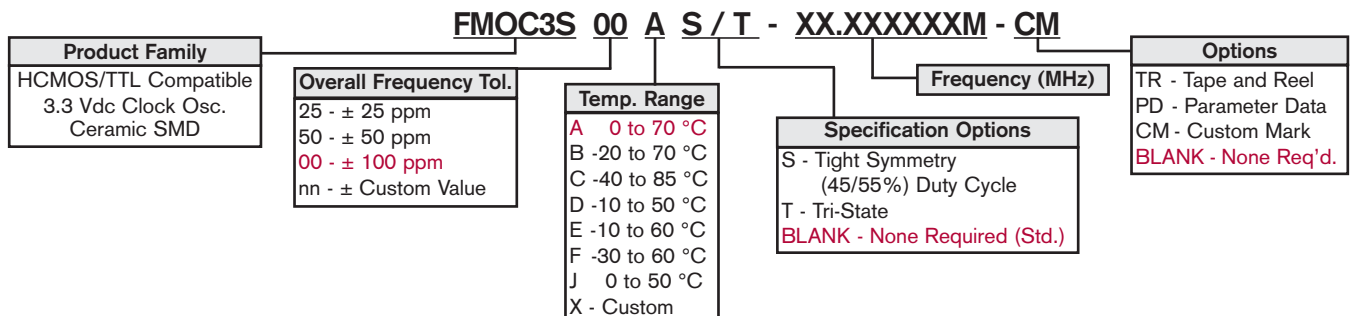 FMOC3S 00 A S / T - XX.XXXXXXM - CM
Product Family
HCMOS/TTL Compatible
3.3 Vdc Clock Osc.
Ceramic SMD
Overall Frequency Tol.
25 - ± 25 ppm
50 - ± 50 ppm
00 - ± 100 ppm
nn - ± Custom Value
Temp. Range
A 0 to 70 °C
B -20 to 70 °C
C -40 to 85 °C
D -10 to 50 °C
E -10 to 60 °C
F -30 to 60 °C
J 0 to 50 °C
X - Custom
Specification Options
S - Tight Symmetry
(45/55%) Duty Cycle
T - Tri-State
BLANK - None Required (Std.)
Frequency (MHz)
Options
TR - Tape and Reel
PD - Parameter Data
CM - Custom Mark
BLANK - None Req'd.